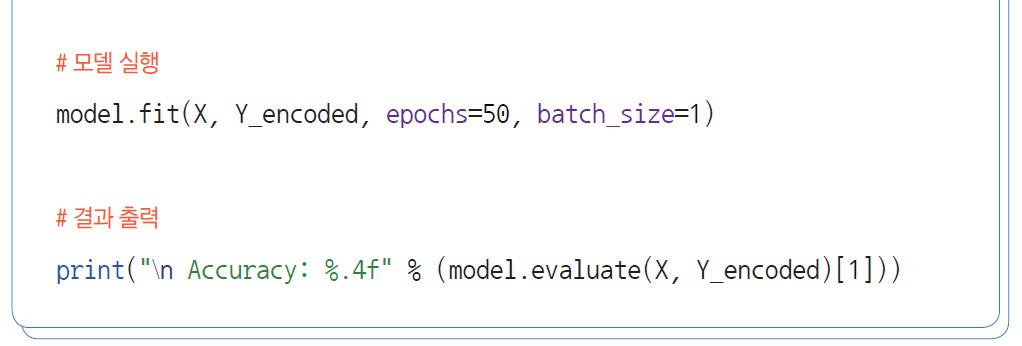 # 모델 실행
model.fit(X, Y_encoded, epochs=50, batch_size=1)
# 결과 출력
print("\n Accuracy: %.4f" % (model.evaluate(X, Y_encoded)[1]))